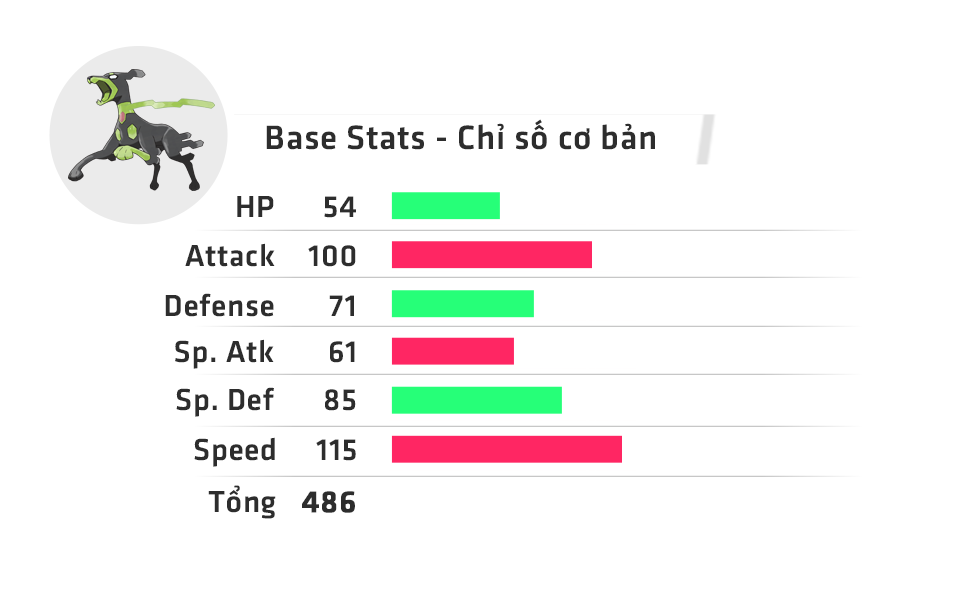 Base Stats - Chỉ số cơ bản
HP 54
Attack 100
Defense 71
Sp. Atk 61
Sp. Def 85
Speed 115
Tổng 486